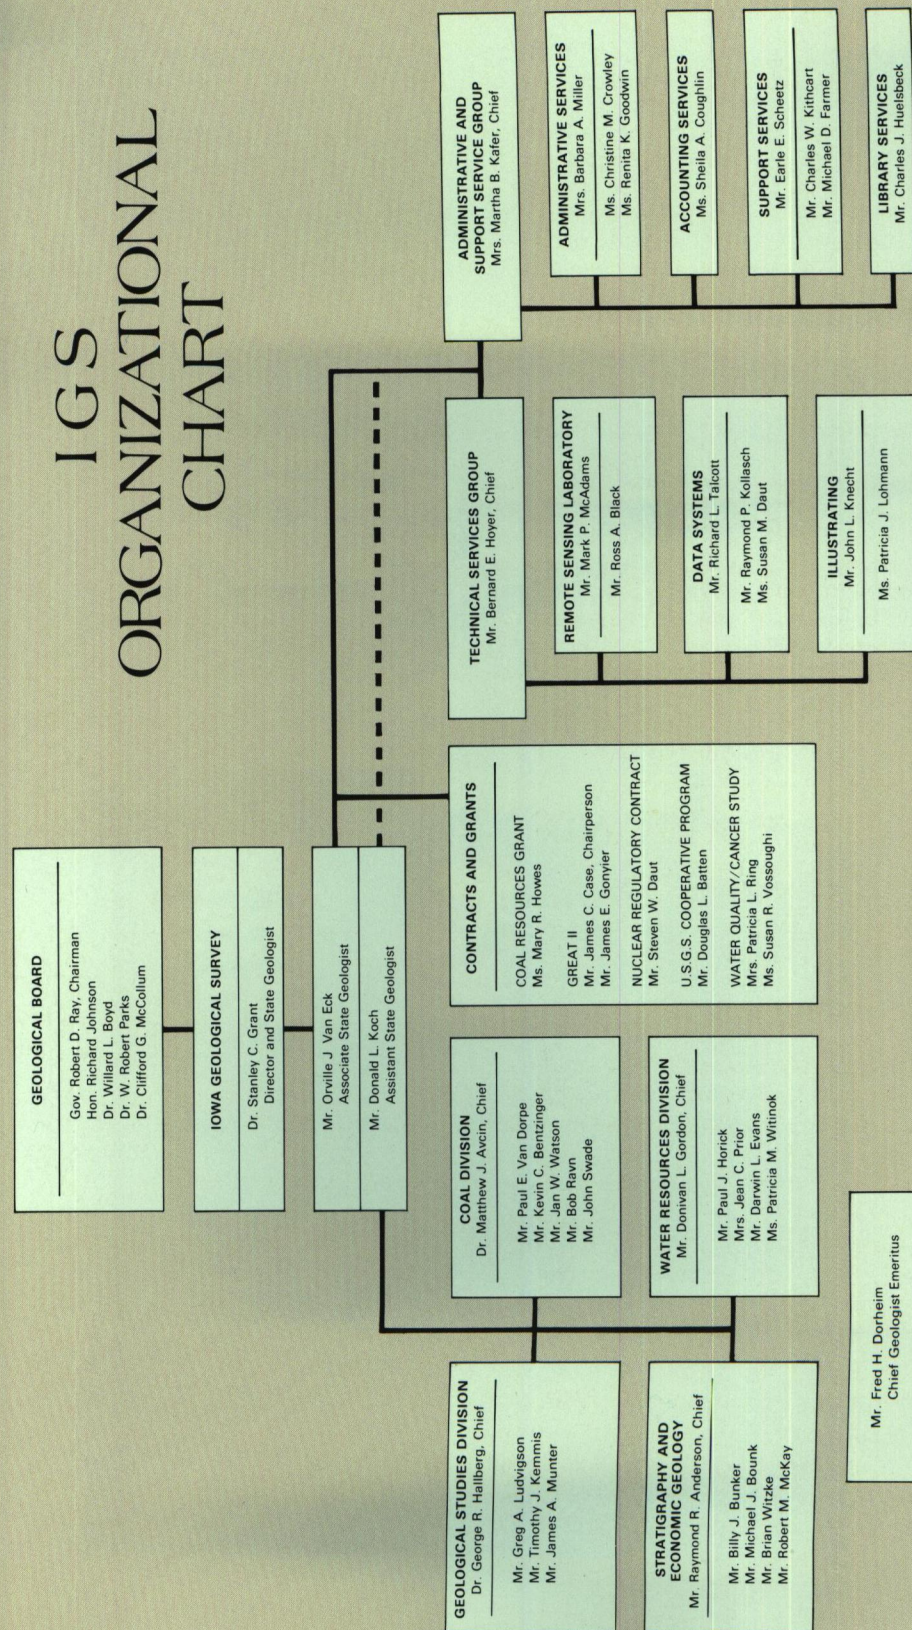 I G S
ORGANIZATIONAL
CHART
GEOLOGICAL BOARD
Gov. Robert D. Ray, Chairman
Hon. Richard Johnson
Dr. Willard L. Boyd
Dr. W. Robert Parks
Dr. Clifford G. McCollum
IOWA GEOLOGICAL SURVEY
Dr. Stanley C. Grant
Director and State Geologist
Mr. Orville J Van Eck
Associate State Geologist
Mr. Donald L. Koch
Assistant State Geologist
GEOLOGICAL STUDIES DIVISION
Dr. George R. Hallberg, Chief
Mr. Greg A. Ludvigson
Mr. Timothy J. Kemmis
Mr. James A. Munter
STRATIGRAPHY AND
ECONOMIC GEOLOGY
Mr. Raymond R. Anderson, Chief
Mr. Billy J. Bunker
Mr. Michael J. Bounk
Mr. Brian Witzke
Mr. Robert M. McKay
COAL DIVISION
Dr. Matthew J. Avcin, Chief
Mr. Paul E. Van Dorpe
Mr. Kevin C. Bentzinger
Mr. Jan W. Watson
Mr. Bob Ravn
Mr. John Swade
WATER RESOURCES DIVISION
Mr. Donivan L. Gordon, Chief
Mr. Paul J. Horick
Mrs. Jean C. Prior
Mr. Darwin L. Evans
Ms. Patricia M. Witinok
Mr. Fred H. Dorheim
Chief Geologist Emeritus
CONTRACTS AND GRANTS
COAL RESOURCES GRANT
Ms. Mary R. Howes
GREAT II
Mr. James C. Case, Chairperson
Mr. James E. Gonyier
NUCLEAR REGULATORY CONTRACT
Mr. Steven W. Daut
U.S.G.S. COOPERATIVE PROGRAM
Mr. Douglas L. Batten
WATER QUALITY/CANCER STUDY
Mrs. Patricia L. Ring
Ms. Susan R. Vossoughi
TECHNICAL SERVICES GROUP
Mr. Bernard E. Hoyer, Chief
REMOTE SENSING LABORATORY
Mr. Mark P. McAdams
Mr. Ross A. Black
DATA SYSTEMS
Mr. Richard L. Talcott
Mr. Raymond P. Kollasch
Ms. Susan M. Daut
ILLUSTRATING
Mr. John L. Knecht
Ms. Patricia J. Lohmann
ADMINISTRATIVE AND
SUPPORT SERVICE GROUP
Mrs. Martha B. Kafer, Chief
ADMINISTRATIVE SERVICES
Mrs. Barbara A. Miller
Ms. Christine M. Crowley
Ms. Renita K. Goodwin
ACCOUNTING SERVICES
Ms. Sheila A. Coughlin
SUPPORT SERVICES
Mr. Earle E. Scheetz
Mr. Charles W. Kithcart
Mr. Michael D. Farmer
LIBRARY SERVICES
Mr. Charles J. Huelsbeck